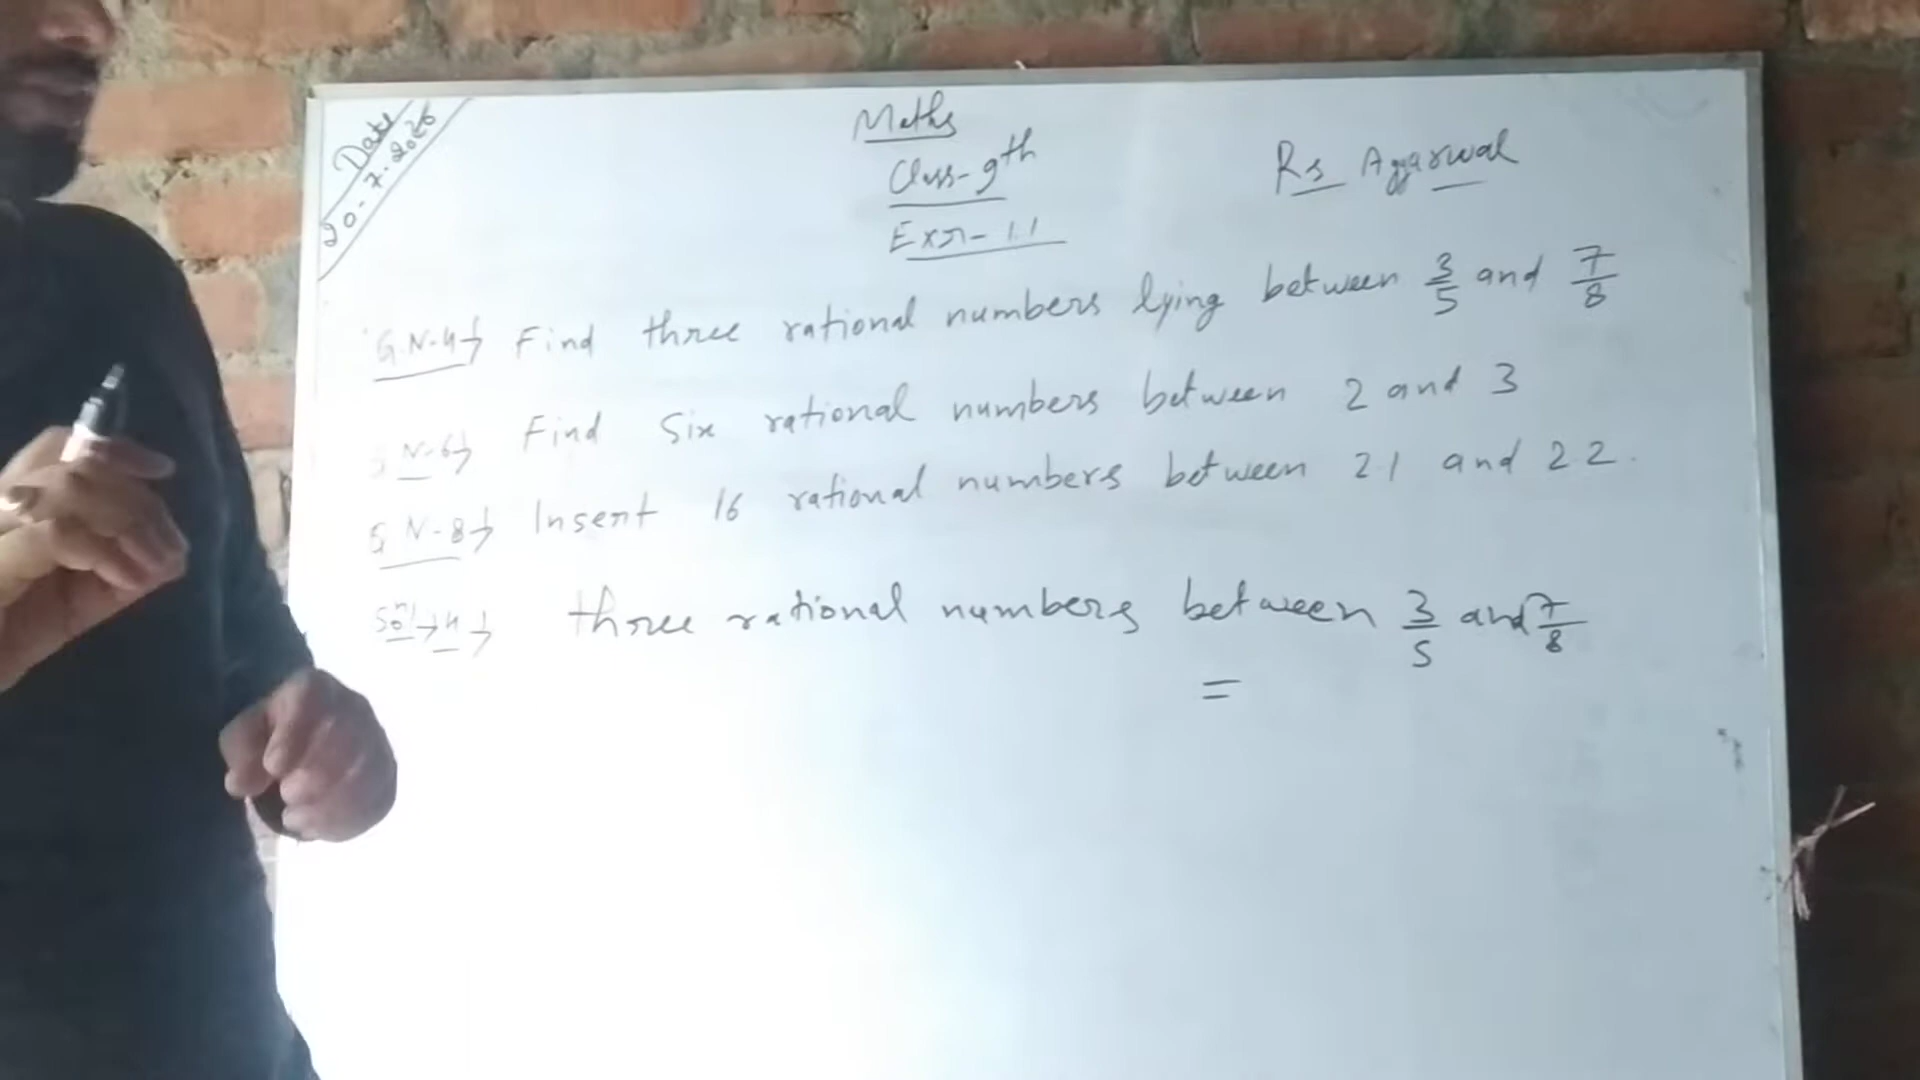 Date
20.7.2020
Maths
Class-9th
Exr-1.1
Rs Aggarwal
Q.N-4→ Find three rational numbers lying between 3/5 and 7/8
Q N-6→ Find Six rational numbers between 2 and 3
Q N-8→ Insert 16 rational numbers between 2.1 and 2.2.
Solⁿ→4→ three rational numbers between 3/5 and 7/8
=